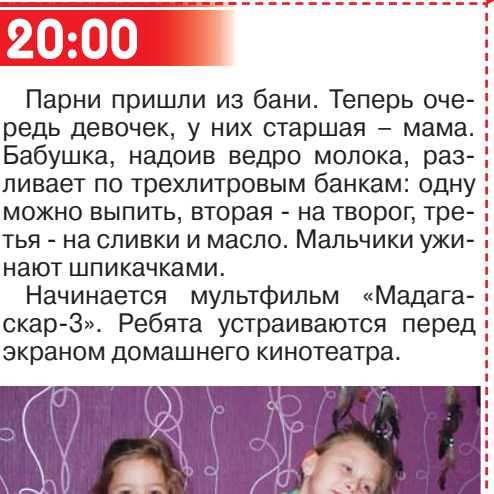 20:00
Парни пришли из бани. Теперь оче-
редь девочек, у них старшая – мама.
Бабушка, надоив ведро молока, раз-
ливает по трехлитровым банкам: одну
можно выпить, вторая - на творог, тре-
тья - на сливки и масло. Мальчики ужи-
нают шпикачками.
Начинается мультфильм «Мадага-
скар-3». Ребята устраиваются перед
экраном домашнего кинотеатра.